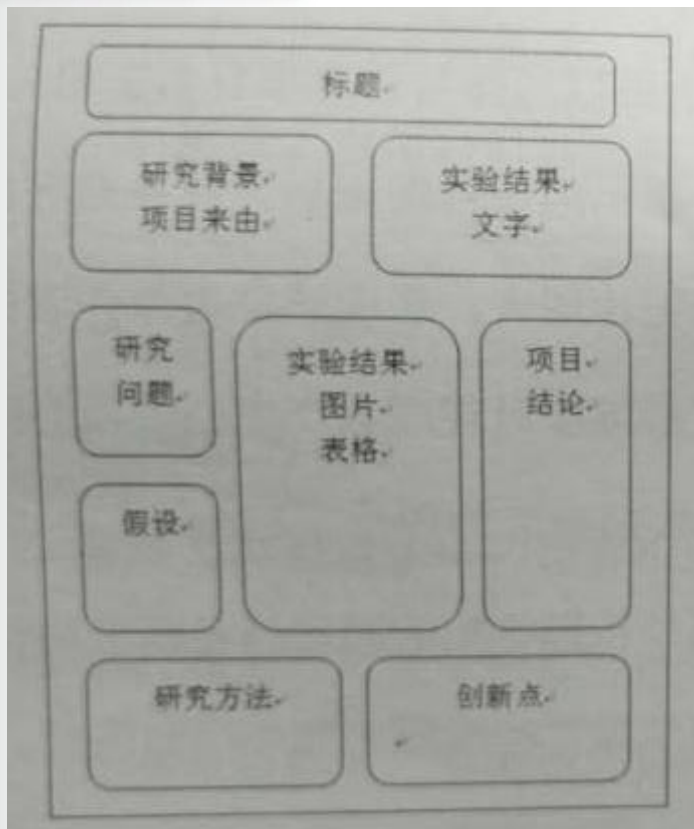 标题
研究背景
项目来由
实验结果
文字
研究
问题
实验结果
图片
表格
项目
结论
假设
研究方法
创新点